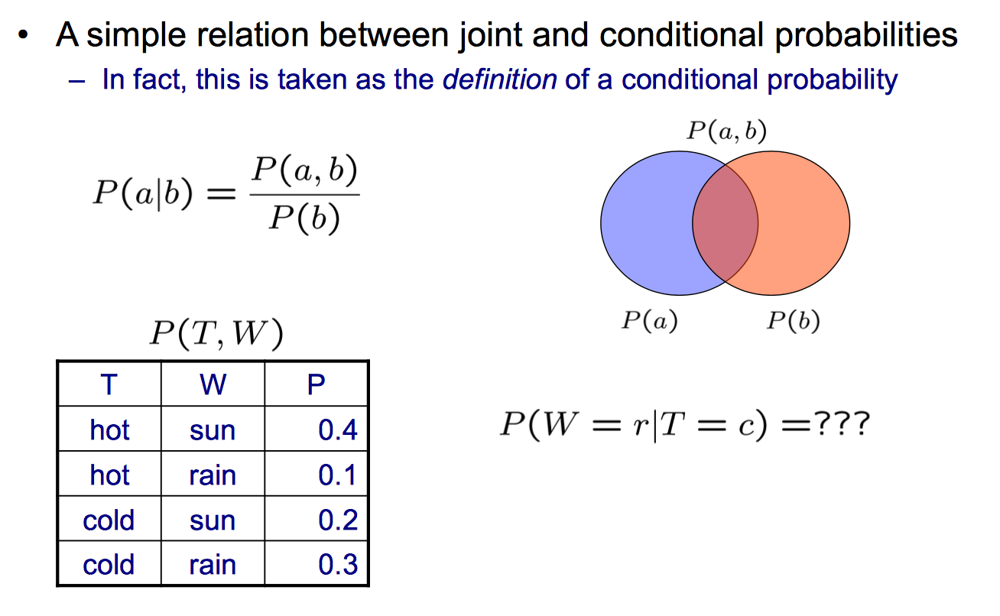 • A simple relation between joint and conditional probabilities
– In fact, this is taken as the definition of a conditional probability
P(a|b) = P(a, b) / P(b)
P(a, b)
P(a) P(b)
P(T, W)
T W P
hot sun 0.4
hot rain 0.1
cold sun 0.2
cold rain 0.3
P(W = r|T = c) =???